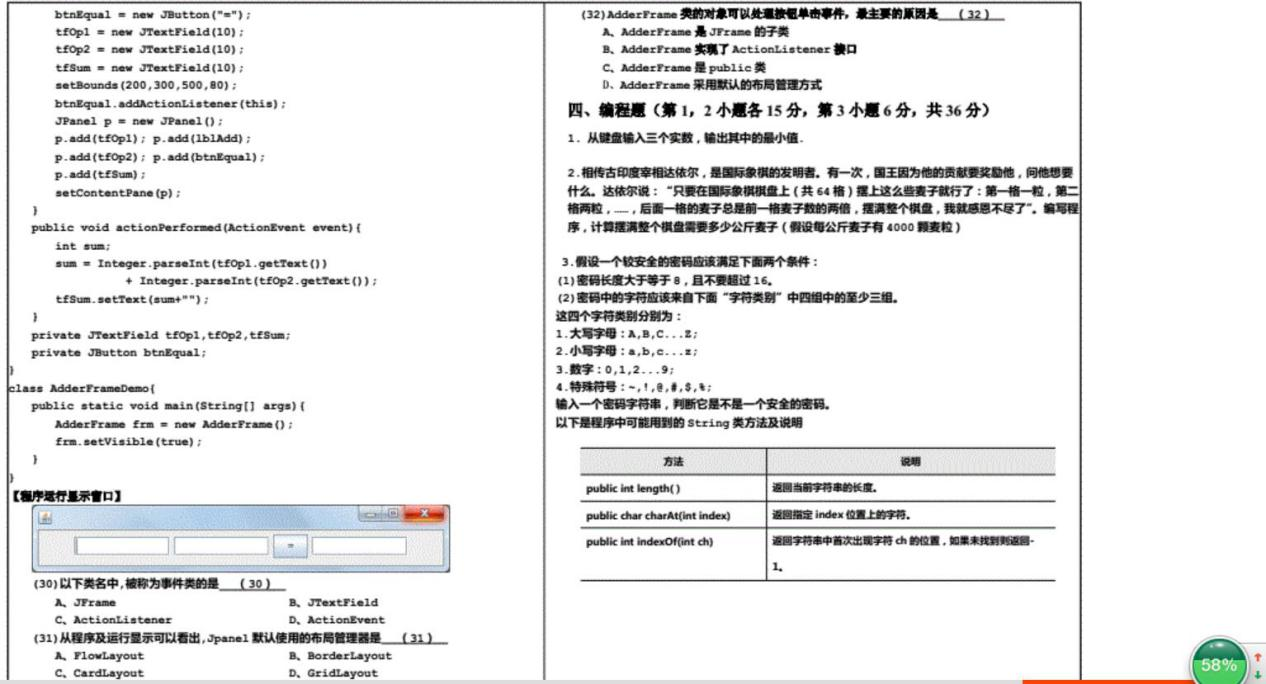 btnEqual = new JButton("=");
tfOp1 = new JTextField(10);
tfOp2 = new JTextField(10);
tfSum = new JTextField(10);
setBounds(200,300,500,80);
btnEqual.addActionListener(this);
JPanel p = new JPanel();
p.add(tfOp1); p.add(lblAdd);
p.add(tfOp2); p.add(btnEqual);
p.add(tfSum);
setContentPane(p);
}
public void actionPerformed(ActionEvent event){
int sum;
sum = Integer.parseInt(tfOp1.getText())
+ Integer.parseInt(tfOp2.getText());
tfSum.setText(sum+"");
}
private JTextField tfOp1,tfOp2,tfSum;
private JButton btnEqual;
}
class AdderFrameDemo{
public static void main(String[] args){
AdderFrame frm = new AdderFrame();
frm.setVisible(true);
}
}
【程序运行显示窗口】
=
(30)以下类名中,被称为事件类的是 (30)
A、JFrame B、JTextField
C、ActionListener D、ActionEvent
(31)从程序及运行显示可以看出,Jpanel 默认使用的布局管理器是 (31)
A、FlowLayout B、BorderLayout
C、CardLayout D、GridLayout
(32)AdderFrame 类的对象可以处理按钮单击事件，最主要的原因是 (32)
A、AdderFrame 是 JFrame 的子类
B、AdderFrame 实现了 ActionListener 接口
C、AdderFrame 是 public 类
D、AdderFrame 采用默认的布局管理方式
四、编程题（第 1，2 小题各 15 分，第 3 小题 6 分，共 36 分）
1. 从键盘输入三个实数，输出其中的最小值.
2.相传古印度宰相达依尔，是国际象棋的发明者。有一次，国王因为他的贡献要奖励他，问他想要
什么。达依尔说：“只要在国际象棋棋盘上（共 64 格）摆上这么些麦子就行了：第一格一粒，第二
格两粒，……，后面一格的麦子总是前一格麦子数的两倍，摆满整个棋盘，我就感恩不尽了”。编写程
序，计算摆满整个棋盘需要多少公斤麦子（假设每公斤麦子有 4000 颗麦粒）
3.假设一个较安全的密码应该满足下面两个条件：
(1)密码长度大于等于 8，且不要超过 16。
(2)密码中的字符应该来自下面“字符类别”中四组中的至少三组。
这四个字符类别分别为：
1.大写字母：A,B,C...Z;
2.小写字母：a,b,c...z;
3.数字：0,1,2...9;
4.特殊符号：~,!,@,#,$,%;
输入一个密码字符串，判断它是不是一个安全的密码。
以下是程序中可能用到的 String 类方法及说明
方法 说明
public int length() 返回当前字符串的长度。
public char charAt(int index) 返回指定 index 位置上的字符。
public int indexOf(int ch) 返回字符串中首次出现字符 ch 的位置，如果未找到则返回-
1。
58%